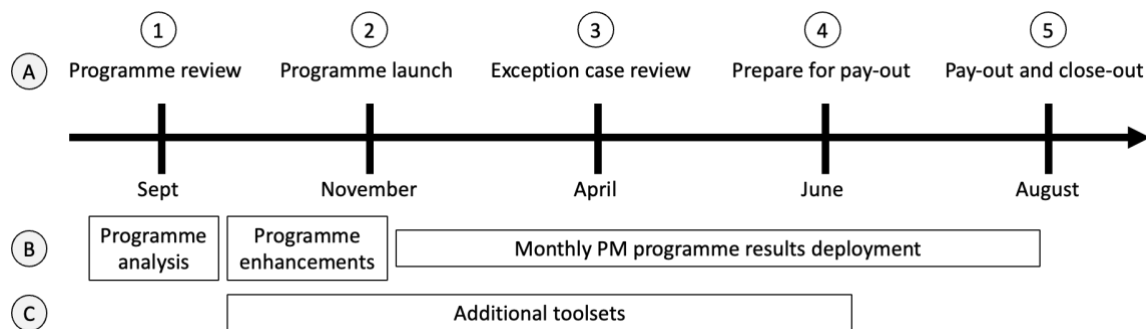 1 2 3 4 5
A Programme review Programme launch Exception case review Prepare for pay-out Pay-out and close-out
Sept November April June August
B Programme analysis Programme enhancements Monthly PM programme results deployment
C Additional toolsets